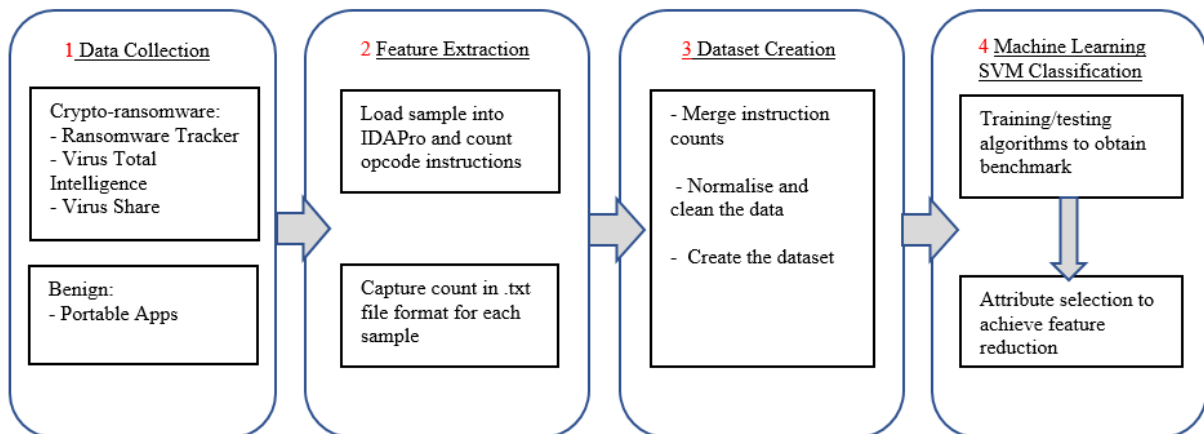 1 Data Collection
Crypto-ransomware:
- Ransomware Tracker
- Virus Total
Intelligence
- Virus Share
Benign:
- Portable Apps
2 Feature Extraction
Load sample into
IDAPro and count
opcode instructions
Capture count in .txt
file format for each
sample
3 Dataset Creation
- Merge instruction
counts
- Normalise and
clean the data
- Create the dataset
4 Machine Learning
SVM Classification
Training/testing
algorithms to obtain
benchmark
Attribute selection to
achieve feature
reduction